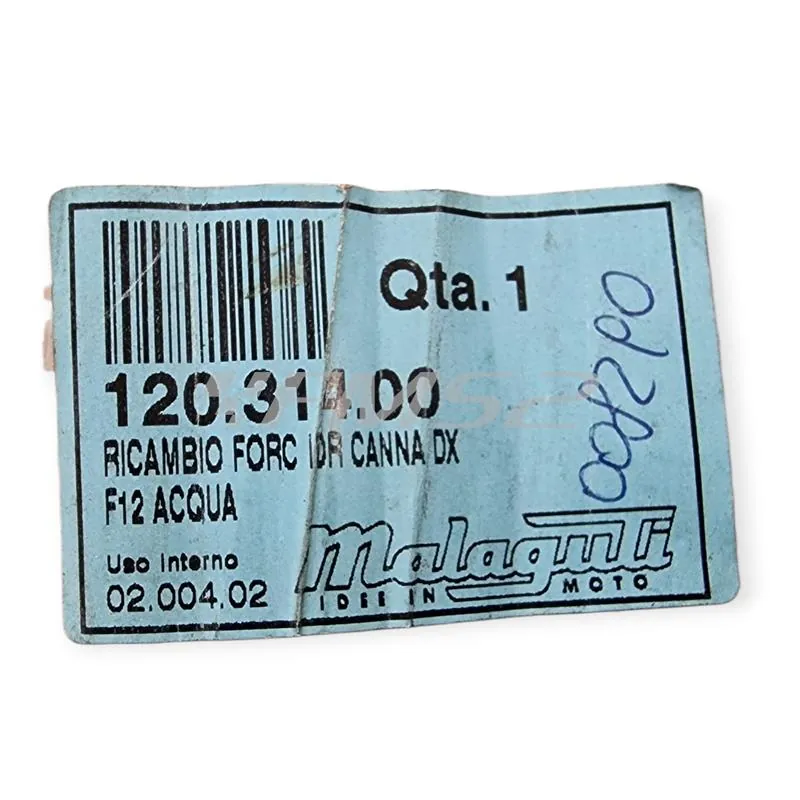 Qta. 1
120.314.00
RICAMBIO FORC IDR CANNA DX
F12 ACQUA
Uso Interno
02.004.02
Malaguti
IDEE IN MOTO